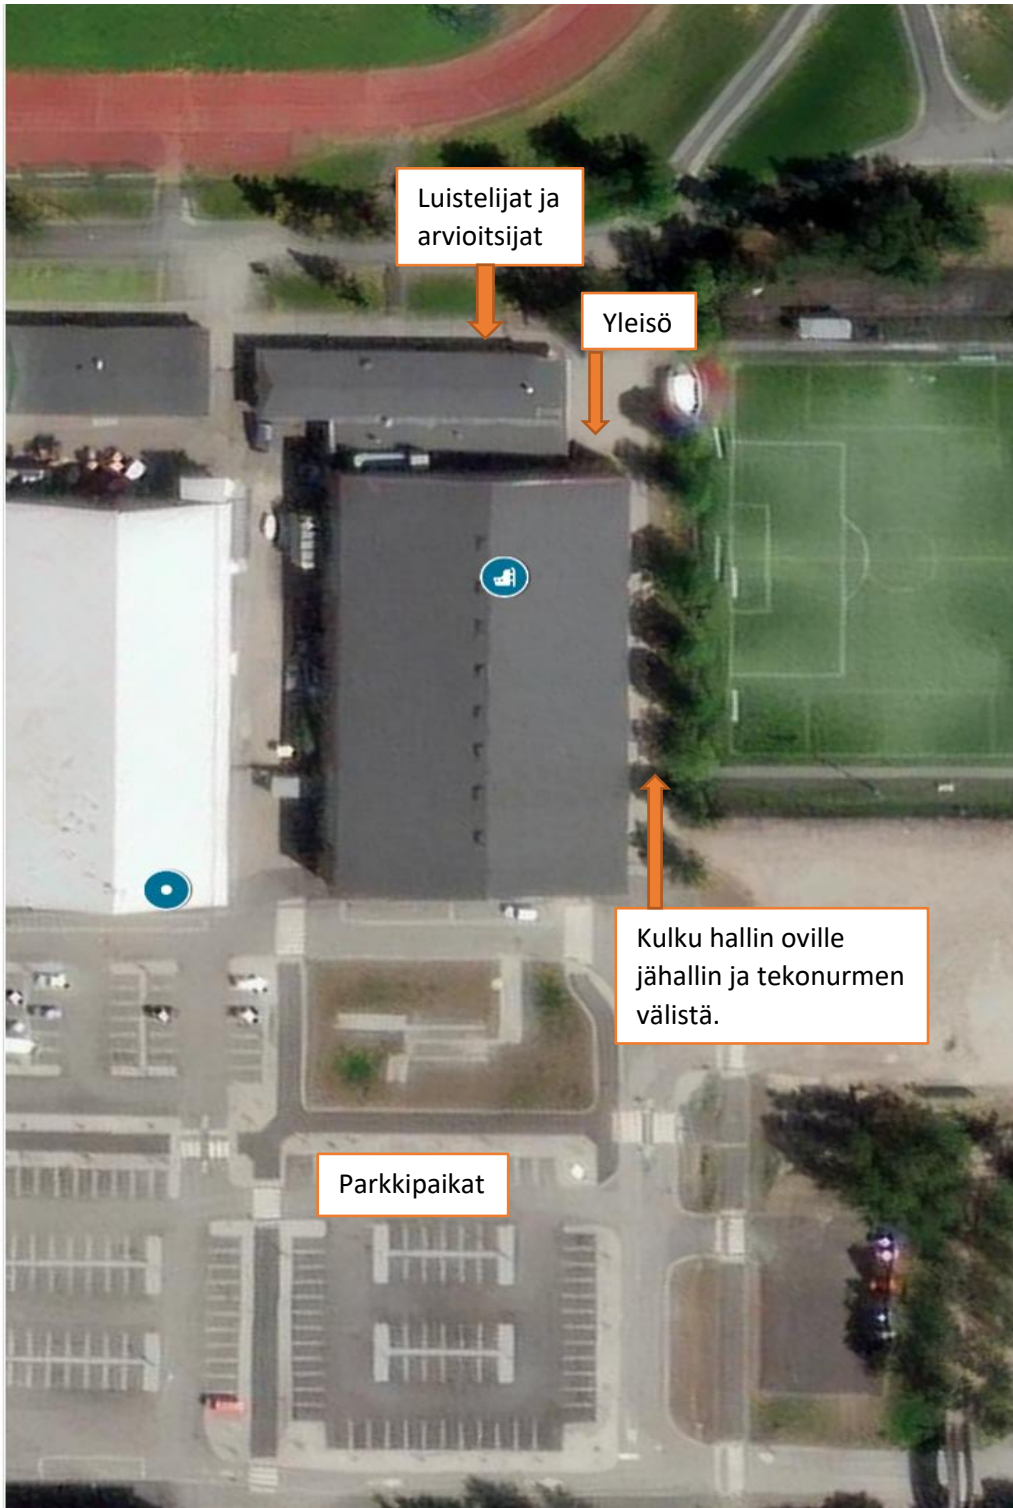 Luistelijat ja
arvioitsijat
Yleisö
Kulku hallin oville
jähallin ja tekonurmen
välistä.
Parkkipaikat